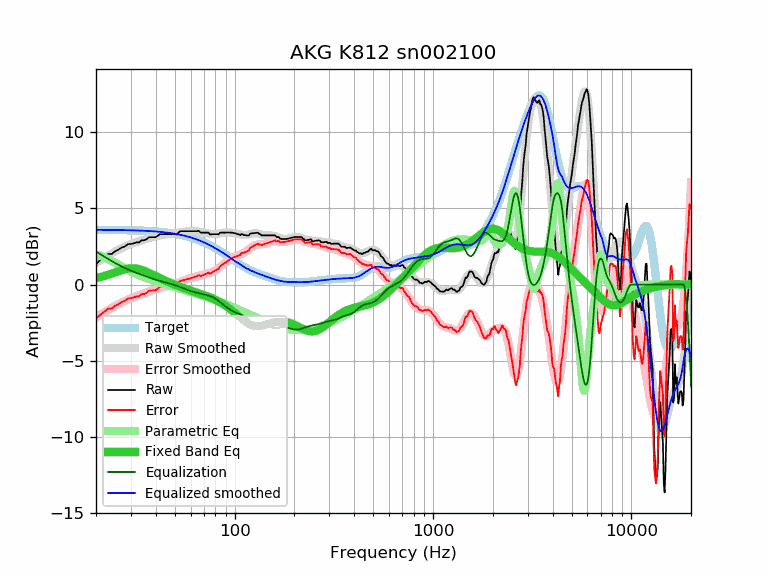 AKG K812 sn002100
Amplitude (dBr)
10
5
0
−5
−10
−15
Target
Raw Smoothed
Error Smoothed
Raw
Error
Parametric Eq
Fixed Band Eq
Equalization
Equalized smoothed
100
1000
10000
Frequency (Hz)